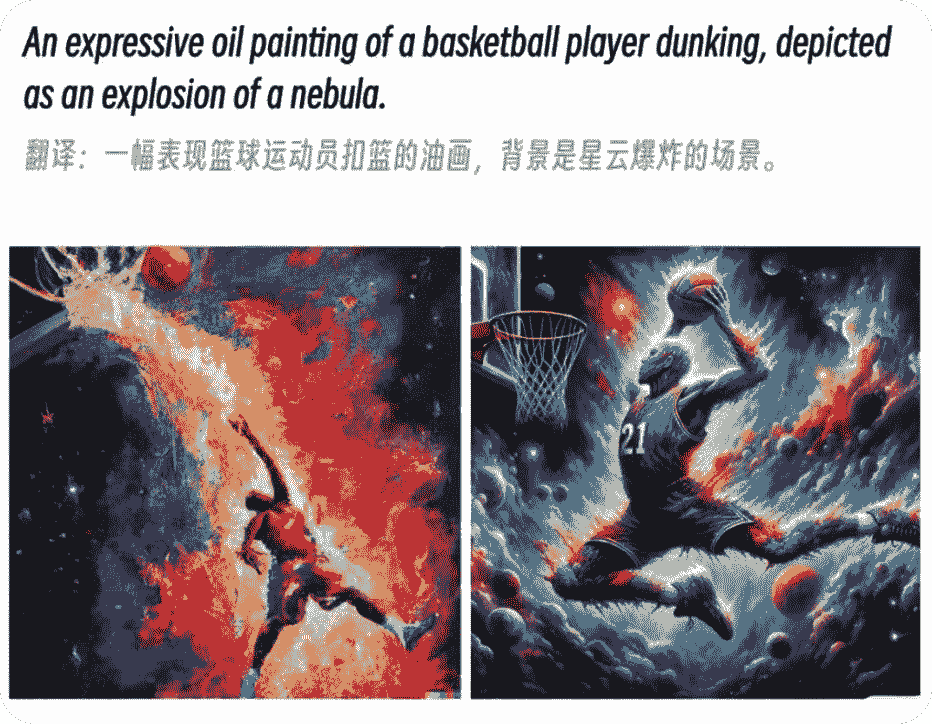 An expressive oil painting of a basketball player dunking, depicted
as an explosion of a nebula.
翻译：一幅表现篮球运动员扣篮的油画，背景是星云爆炸的场景。
21